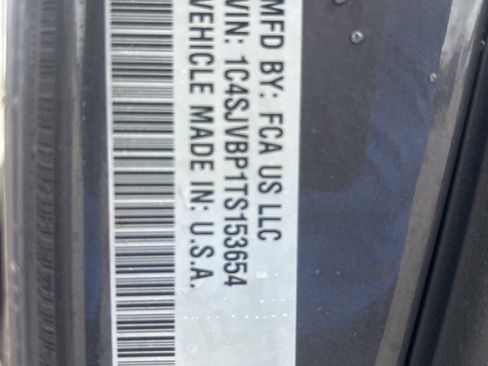 MFD BY: FCA US LLC
VIN: 1C4SJVBP1TS153654
VEHICLE MADE IN: U.S.A.